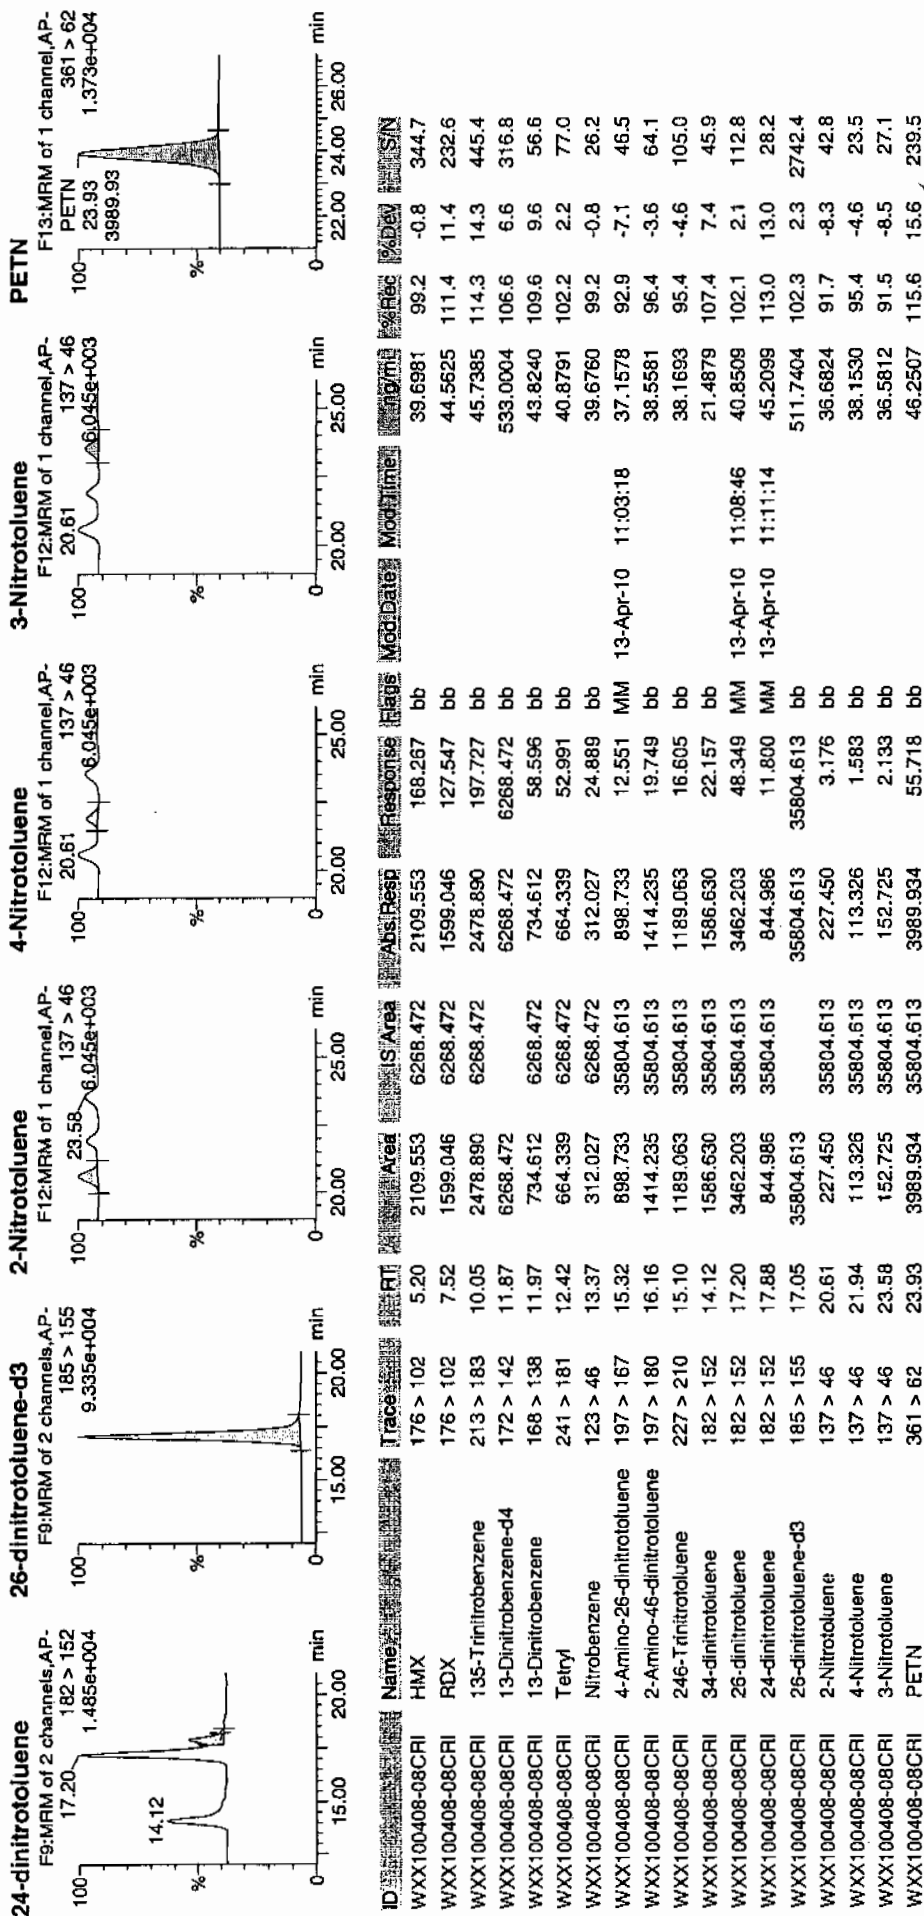 24-dinitrotoluene
F9:MRM of 2 channels,AP-
182 > 152
1.485e+004
17.20
14.12
100
%
0
15.00
20.00
min
26-dinitrotoluene-d3
F9:MRM of 2 channels,AP-
185 > 155
9.335e+004
100
%
0
15.00
20.00
min
2-Nitrotoluene
F12:MRM of 1 channel,AP-
137 > 46
6.045e+003
23.58
100
%
0
20.00
25.00
min
4-Nitrotoluene
F12:MRM of 1 channel,AP-
137 > 46
6.045e+003
20.61
100
%
0
20.00
25.00
min
3-Nitrotoluene
F12:MRM of 1 channel,AP-
137 > 46
6.045e+003
20.61
100
%
0
20.00
25.00
min
PETN
F13:MRM of 1 channel,AP-
361 > 62
1.373e+004
PETN
23.93
3989.93
100
%
0
22.00
24.00
26.00
min
ID Name Trace RT Area IS Area Abs.Resp Response Flags Mod.Date Mod.Time ng/ml %Rec %Dev S/N
WXX100408-08CRI HMX 176 > 102 5.20 2109.553 6268.472 2109.553 168.267 bb 39.6981 99.2 -0.8 344.7
WXX100408-08CRI RDX 176 > 102 7.52 1599.046 6268.472 1599.046 127.547 bb 44.5625 111.4 11.4 232.6
WXX100408-08CRI 135-Trinitrobenzene 213 > 183 10.05 2478.890 6268.472 2478.890 197.727 bb 45.7385 114.3 14.3 445.4
WXX100408-08CRI 13-Dinitrobenzene-d4 172 > 142 11.87 6268.472 6268.472 6268.472 bb 533.0004 106.6 6.6 316.8
WXX100408-08CRI 13-Dinitrobenzene 168 > 138 11.97 734.612 6268.472 734.612 58.596 bb 43.8240 109.6 9.6 56.6
WXX100408-08CRI Tetryl 241 > 181 12.42 664.339 6268.472 664.339 52.991 bb 40.8791 102.2 2.2 77.0
WXX100408-08CRI Nitrobenzene 123 > 46 13.37 312.027 6268.472 312.027 24.889 bb 39.6760 99.2 -0.8 26.2
WXX100408-08CRI 4-Amino-26-dinitrotoluene 197 > 167 15.32 898.733 35804.613 898.733 12.551 MM 13-Apr-10 11:03:18 37.1578 92.9 -7.1 46.5
WXX100408-08CRI 2-Amino-46-dinitrotoluene 197 > 180 16.16 1414.235 35804.613 1414.235 19.749 bb 38.5581 96.4 -3.6 64.1
WXX100408-08CRI 246-Trinitrotoluene 227 > 210 15.10 1189.063 35804.613 1189.063 16.605 bb 38.1693 95.4 -4.6 105.0
WXX100408-08CRI 34-dinitrotoluene 182 > 152 14.12 1586.630 35804.613 1586.630 22.157 bb 21.4879 107.4 7.4 45.9
WXX100408-08CRI 26-dinitrotoluene 182 > 152 17.20 3462.203 35804.613 3462.203 48.349 MM 13-Apr-10 11:08:46 40.8509 102.1 2.1 112.8
WXX100408-08CRI 24-dinitrotoluene 182 > 152 17.88 844.986 35804.613 844.986 11.800 MM 13-Apr-10 11:11:14 45.2099 113.0 13.0 28.2
WXX100408-08CRI 26-dinitrotoluene-d3 185 > 155 17.05 35804.613 35804.613 35804.613 bb 511.7404 102.3 2.3 2742.4
WXX100408-08CRI 2-Nitrotoluene 137 > 46 20.61 227.450 35804.613 227.450 3.176 bb 36.6824 91.7 -8.3 42.8
WXX100408-08CRI 4-Nitrotoluene 137 > 46 21.94 113.326 35804.613 113.326 1.583 bb 38.1530 95.4 -4.6 23.5
WXX100408-08CRI 3-Nitrotoluene 137 > 46 23.58 152.725 35804.613 152.725 2.133 bb 36.5812 91.5 -8.5 27.1
WXX100408-08CRI PETN 361 > 62 23.93 3989.934 35804.613 3989.934 55.718 bb 46.2507 115.6 15.6 239.5